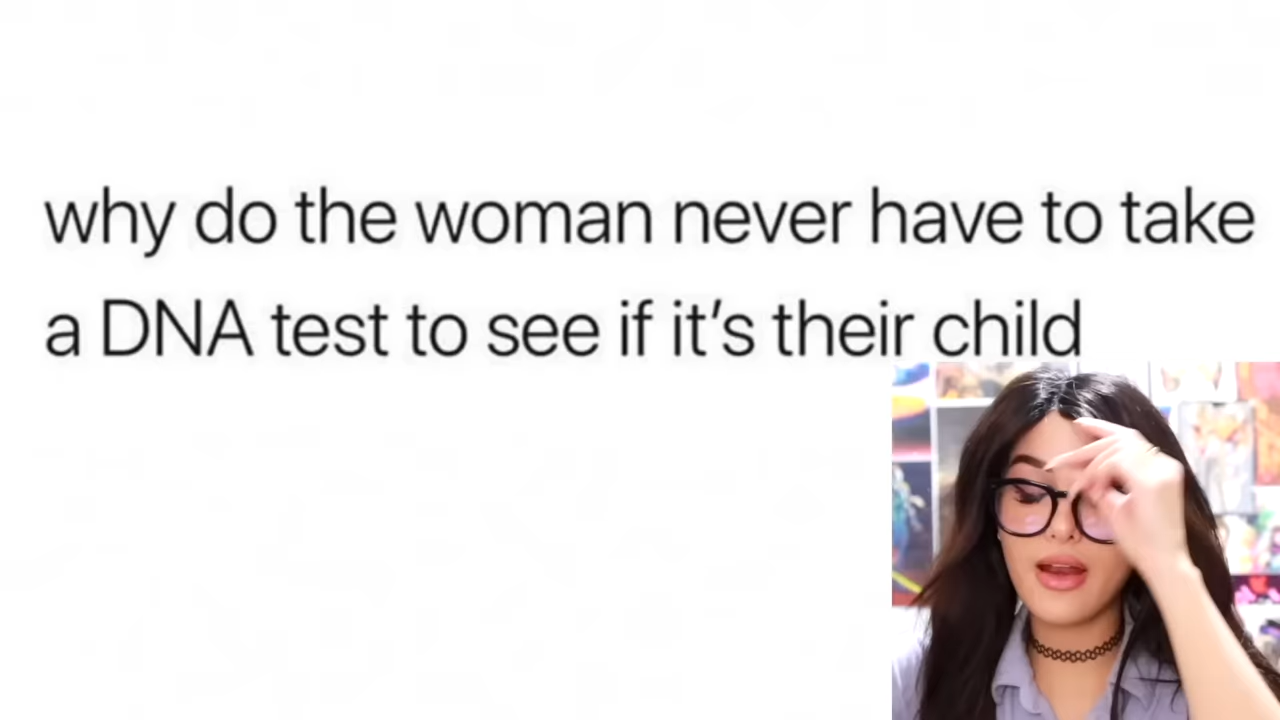 why do the woman never have to take
a DNA test to see if it’s their child